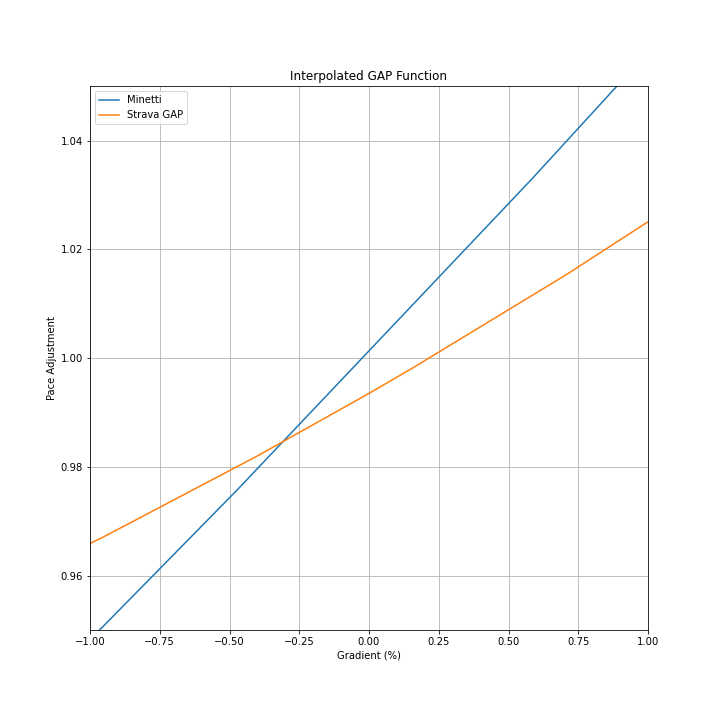 Interpolated GAP Function
Minetti
Strava GAP
1.04
1.02
1.00
0.98
0.96
Pace Adjustment
−1.00 −0.75 −0.50 −0.25 0.00 0.25 0.50 0.75 1.00
Gradient (%)